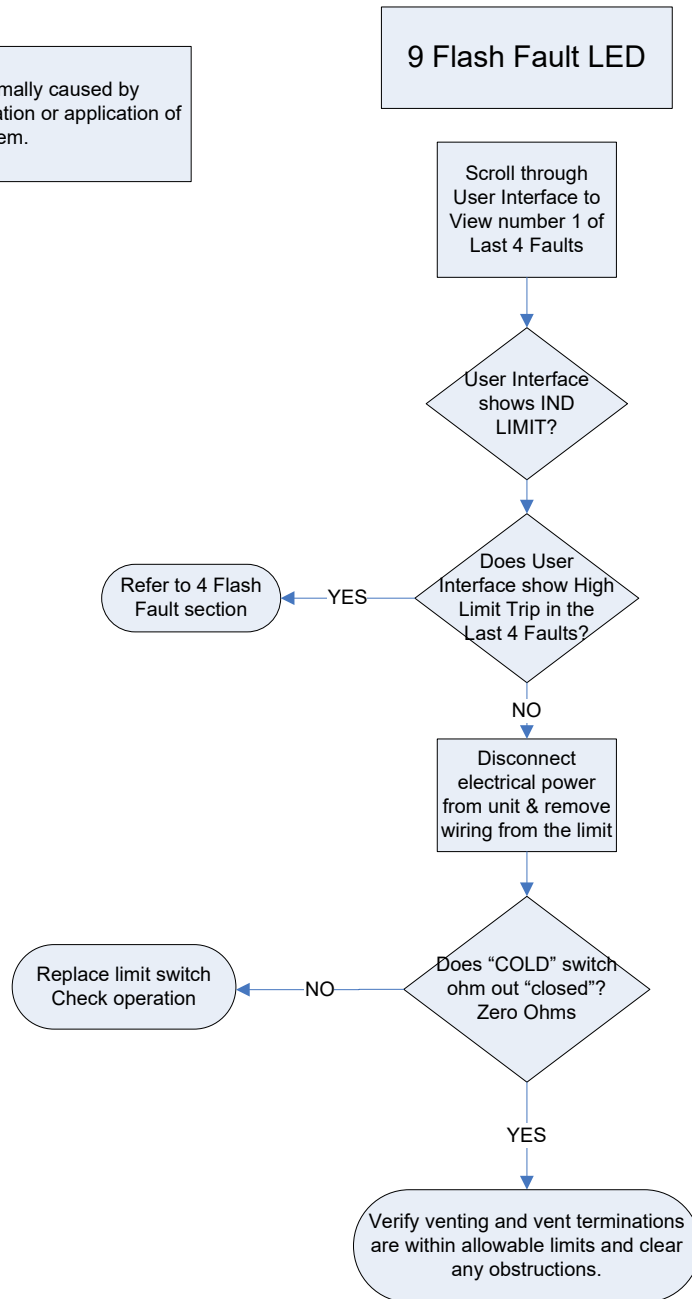 9 Flash Fault LED
mally caused by
ation or application of
em.
Scroll through
User Interface to
View number 1 of
Last 4 Faults
User Interface
shows IND
LIMIT?
Does User
Interface show High
Limit Trip in the
Last 4 Faults?
YES
Refer to 4 Flash
Fault section
NO
Disconnect
electrical power
from unit & remove
wiring from the limit
Does “COLD” switch
ohm out “closed”?
Zero Ohms
NO
Replace limit switch
Check operation
YES
Verify venting and vent terminations
are within allowable limits and clear
any obstructions.